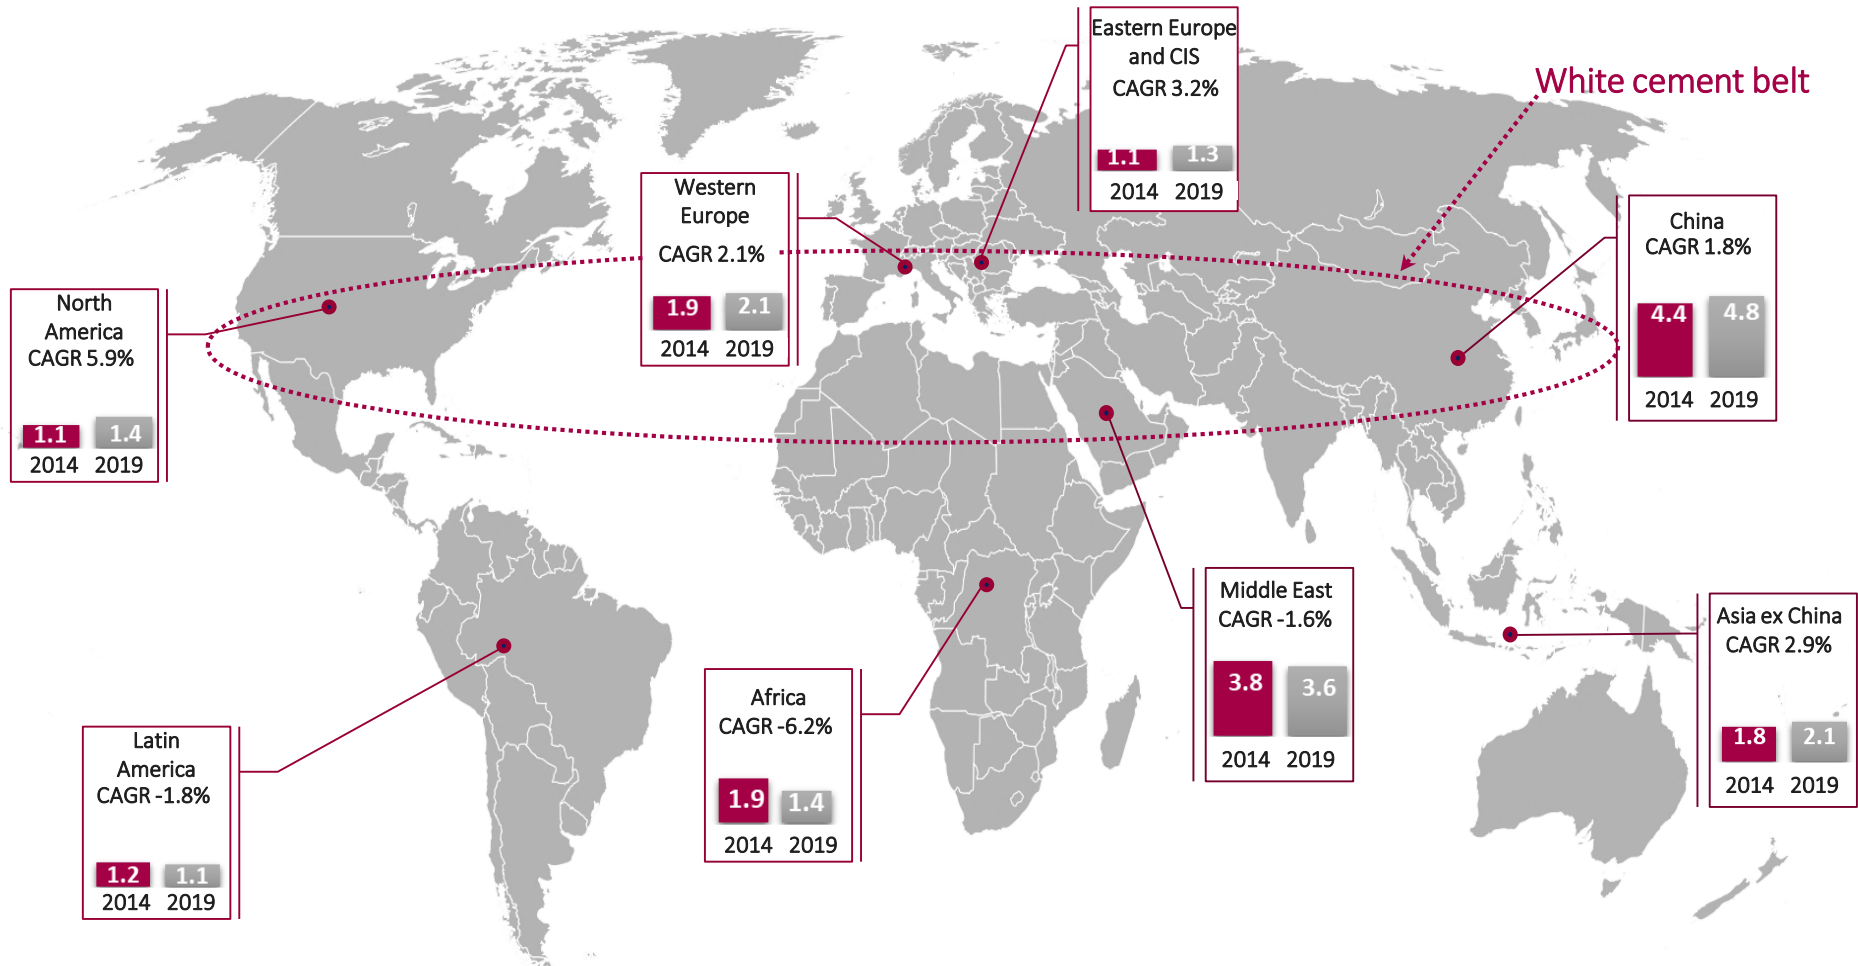 White cement belt
Eastern Europe
and CIS
CAGR 3.2%
1.1
1.3
2014
2019
Western
Europe
CAGR 2.1%
1.9
2.1
2014
2019
China
CAGR 1.8%
4.4
4.8
2014
2019
North
America
CAGR 5.9%
1.1
1.4
2014
2019
Middle East
CAGR -1.6%
3.8
3.6
2014
2019
Asia ex China
CAGR 2.9%
1.8
2.1
2014
2019
Africa
CAGR -6.2%
1.9
1.4
2014
2019
Latin
America
CAGR -1.8%
1.2
1.1
2014
2019